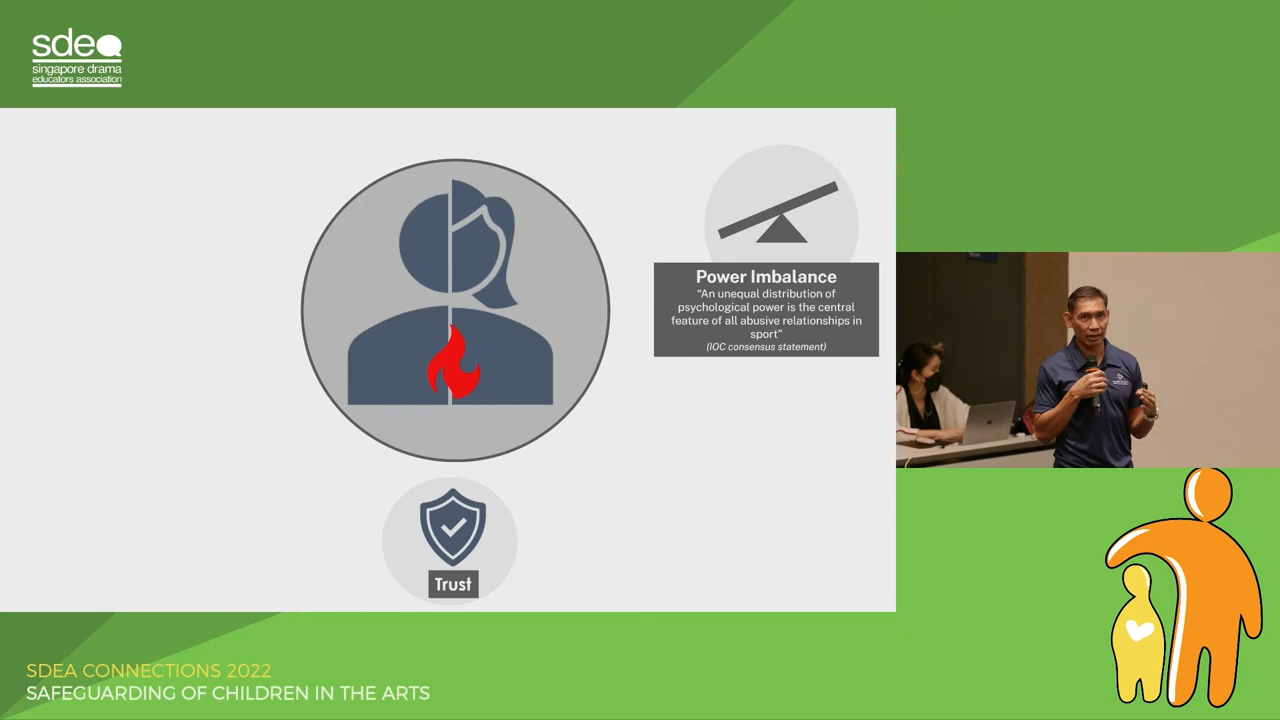 sdea
singapore drama
educators association
Power Imbalance
“An unequal distribution of
psychological power is the central
feature of all abusive relationships in
sport”
(IOC consensus statement)
Trust
SDEA CONNECTIONS 2022
SAFEGUARDING OF CHILDREN IN THE ARTS